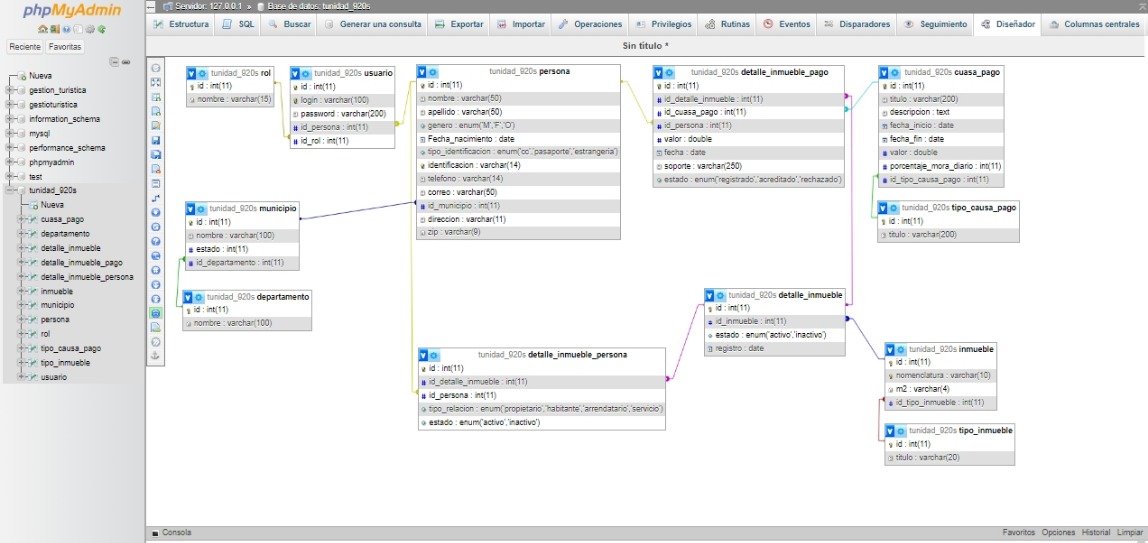 phpMyAdmin
Servidor: 127.0.0.1 » Base de datos: tunidad_920s
Estructura SQL Buscar Generar una consulta Exportar Importar Operaciones Privilegios Rutinas Eventos Disparadores Seguimiento Diseñador Columnas centrales
Reciente Favoritas
Sin título *
Nueva
gestion_turistica
gestioturistica
information_schema
mysql
performance_schema
phpmyadmin
test
tunidad_920s
Nueva
cuasa_pago
departamento
detalle_inmueble
detalle_inmueble_pago
detalle_inmueble_persona
inmueble
municipio
persona
rol
tipo_causa_pago
tipo_inmueble
usuario
tunidad_920s rol
id : int(11)
nombre : varchar(15)
tunidad_920s usuario
id : int(11)
login : varchar(100)
password : varchar(200)
id_persona : int(11)
id_rol : int(11)
tunidad_920s persona
id : int(11)
nombre : varchar(50)
apellido : varchar(50)
genero : enum('M','F','O')
Fecha_nacimiento : date
tipo_identificacion : enum('cc','pasaporte','estrangeria')
identificacion : varchar(14)
telefono : varchar(14)
correo : varchar(50)
id_municipio : int(11)
direccion : varchar(11)
zip : varchar(9)
tunidad_920s detalle_inmueble_pago
id : int(11)
id_detalle_inmueble : int(11)
id_cuasa_pago : int(11)
id_persona : int(11)
valor : double
fecha : date
soporte : varchar(250)
estado : enum('registrado','acreditado','rechazado')
tunidad_920s cuasa_pago
id : int(11)
titulo : varchar(200)
descripcion : text
fecha_inicio : date
fecha_fin : date
valor : double
porcentaje_mora_diario : int(11)
id_tipo_causa_pago : int(11)
tunidad_920s tipo_causa_pago
id : int(11)
titulo : varchar(200)
tunidad_920s municipio
id : int(11)
nombre : varchar(100)
estado : int(11)
id_departamento : int(11)
tunidad_920s departamento
id : int(11)
nombre : varchar(100)
tunidad_920s detalle_inmueble
id : int(11)
id_inmueble : int(11)
estado : enum('activo','inactivo')
registro : date
tunidad_920s detalle_inmueble_persona
id : int(11)
id_detalle_inmueble : int(11)
id_persona : int(11)
tipo_relacion : enum('propietario','habitante','arrendatario','servicio')
estado : enum('activo','inactivo')
tunidad_920s inmueble
id : int(11)
nomenclatura : varchar(10)
m2 : varchar(4)
id_tipo_inmueble : int(11)
tunidad_920s tipo_inmueble
id : int(11)
titulo : varchar(20)
Consola
Favoritos Opciones Historial Limpiar